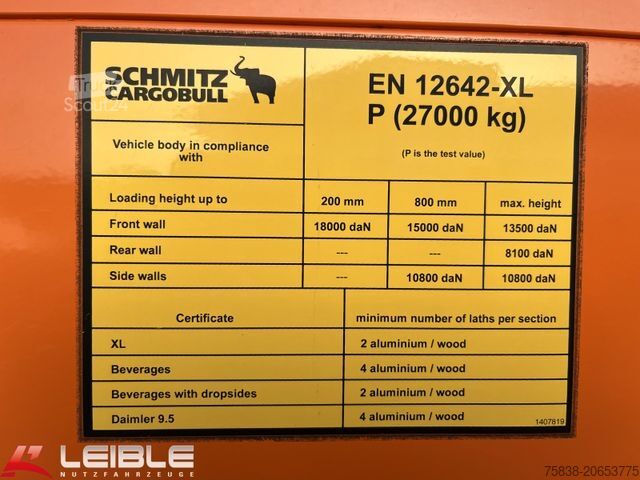 SCHMITZ
CARGOBULL
Truck
Scout24
EN 12642-XL
P (27000 kg)
(P is the test value)
Vehicle body in compliance
with
Loading height up to 200 mm 800 mm max. height
Front wall 18000 daN 15000 daN 13500 daN
Rear wall --- --- 8100 daN
Side walls --- 10800 daN 10800 daN
Certificate minimum number of laths per section
XL 2 aluminium / wood
Beverages 4 aluminium / wood
Beverages with dropsides 2 aluminium / wood
Daimler 9.5 4 aluminium / wood
1407819
LEIBLE
NUTZFAHRZEUGE
75838-20653775